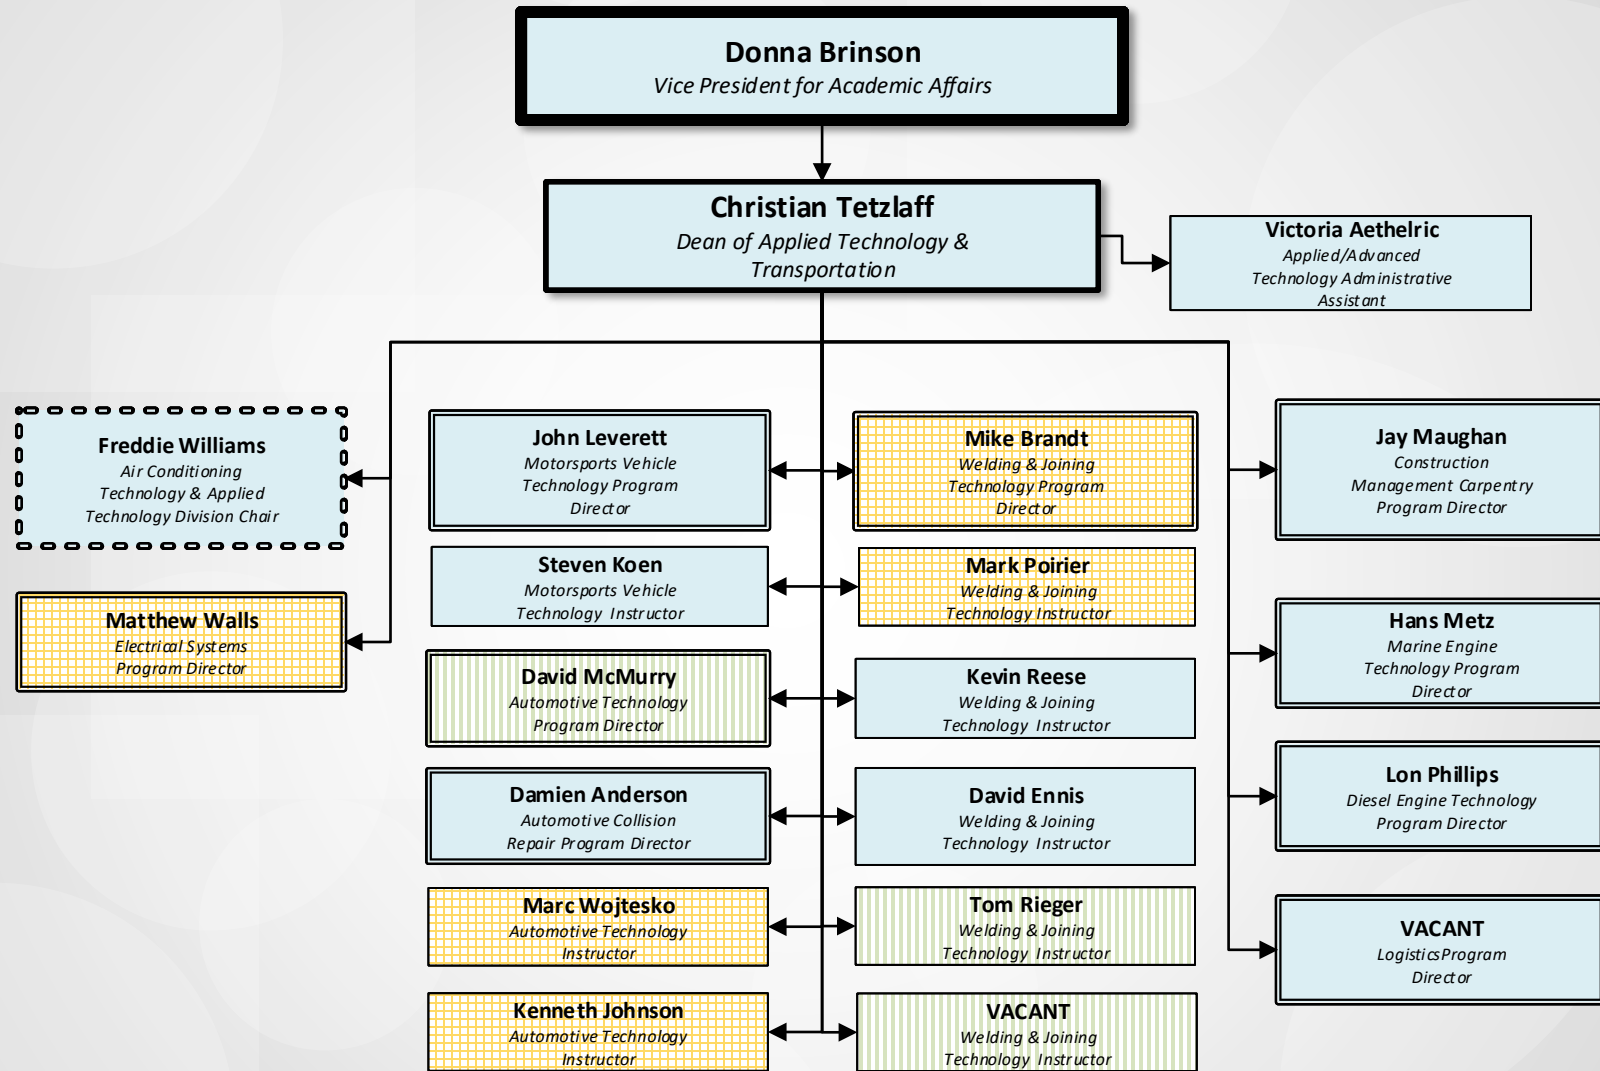 Donna Brinson
Vice President for Academic Affairs
Christian Tetzlaff
Dean of Applied Technology &
Transportation
Victoria Aethelric
Applied/Advanced
Technology Administrative
Assistant
Freddie Williams
Air Conditioning
Technology & Applied
Technology Division Chair
Matthew Walls
Electrical Systems
Program Director
John Leverett
Motorsports Vehicle
Technology Program
Director
Steven Koen
Motorsports Vehicle
Technology Instructor
David McMurry
Automotive Technology
Program Director
Damien Anderson
Automotive Collision
Repair Program Director
Marc Wojtesko
Automotive Technology
Instructor
Kenneth Johnson
Automotive Technology
Instructor
Mike Brandt
Welding & Joining
Technology Program
Director
Mark Poirier
Welding & Joining
Technology Instructor
Kevin Reese
Welding & Joining
Technology Instructor
David Ennis
Welding & Joining
Technology Instructor
Tom Rieger
Welding & Joining
Technology Instructor
VACANT
Welding & Joining
Technology Instructor
Jay Maughan
Construction
Management Carpentry
Program Director
Hans Metz
Marine Engine
Technology Program
Director
Lon Phillips
Diesel Engine Technology
Program Director
VACANT
LogisticsProgram
Director